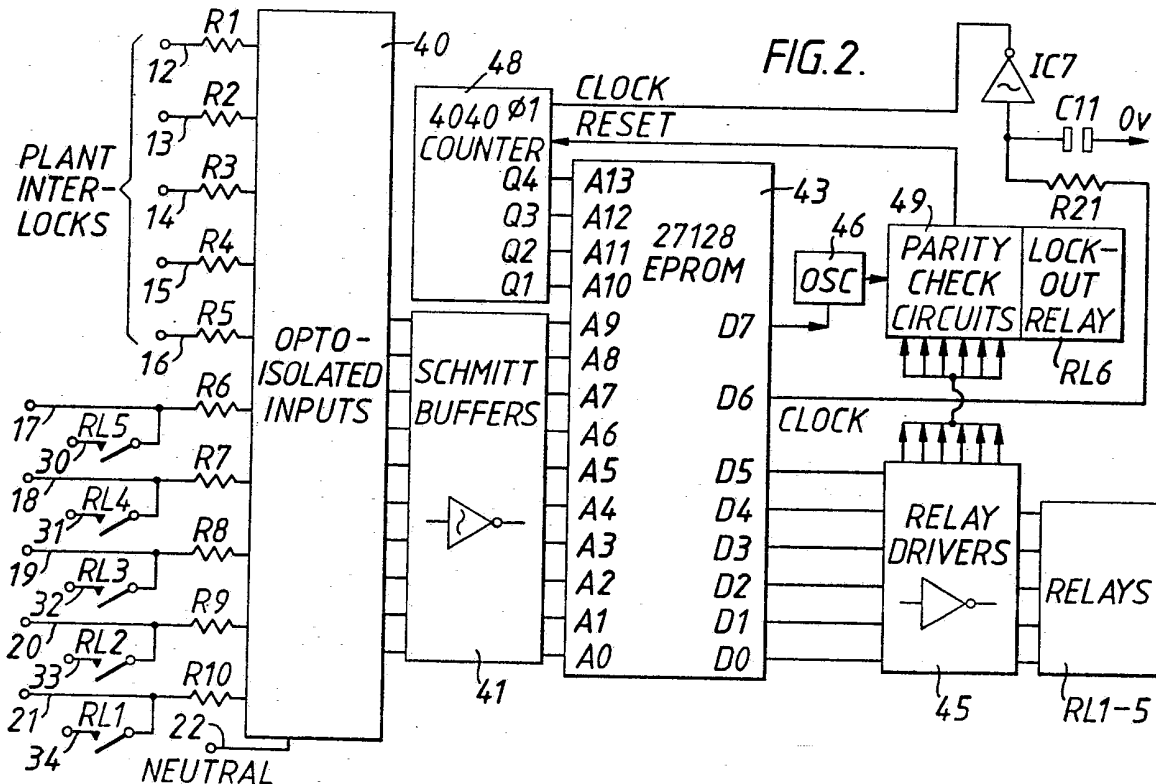 FIG.2.
PLANT
INTER-
LOCKS
12
R1
13
R2
14
R3
15
R4
16
R5
17
R6
RL5
30
18
R7
RL4
31
19
R8
RL3
32
20
R9
RL2
33
21
R10
RL1
34
22
NEUTRAL
40
OPTO-
ISOLATED
INPUTS
48
4040 Φ1
COUNTER
Q4
Q3
Q2
Q1
CLOCK
RESET
SCHMITT
BUFFERS
41
43
27128
EPROM
A13
A12
A11
A10
A9
A8
A7
A6
A5
A4
A3
A2
A1
A0
D7
D6
D5
D4
D3
D2
D1
D0
46
OSC
CLOCK
IC7
C11
0v
R21
49
PARITY
CHECK
CIRCUITS
LOCK-
OUT
RELAY
RL6
RELAY
DRIVERS
45
RELAYS
RL1-5